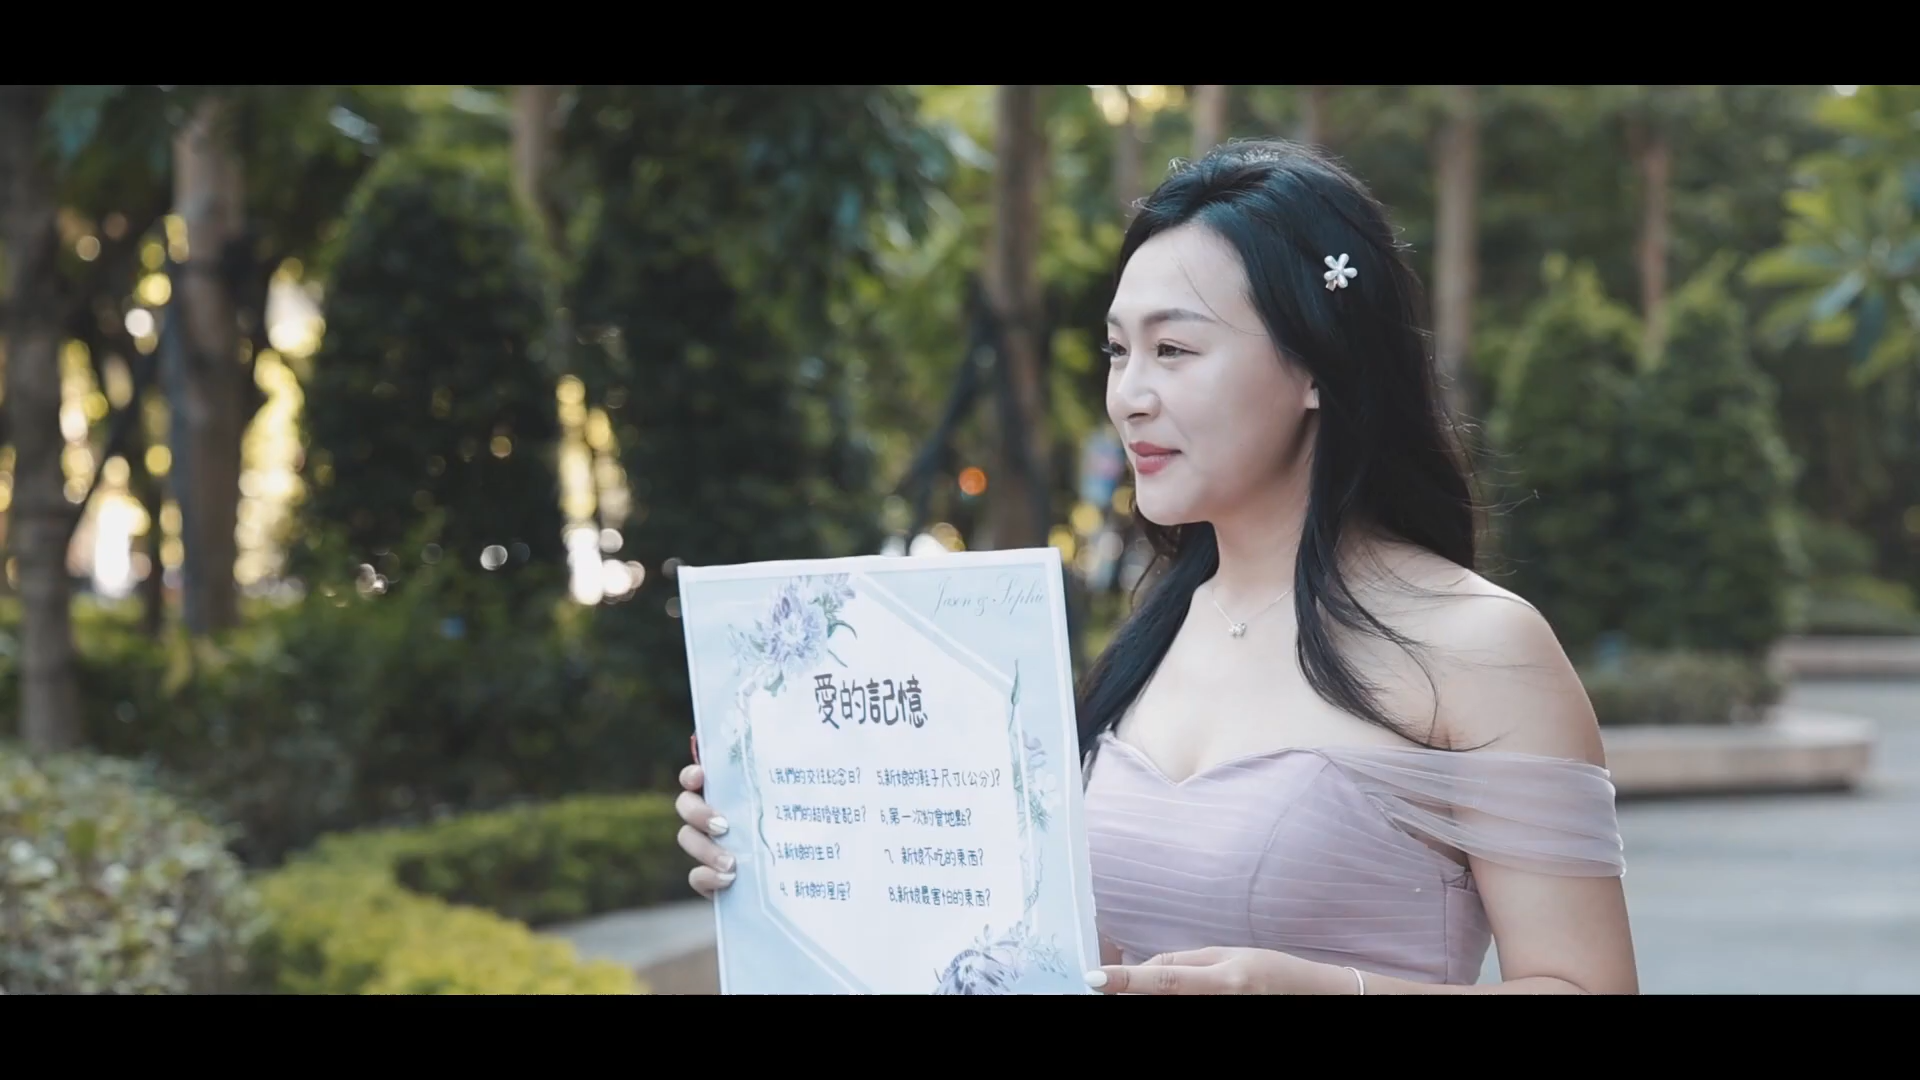 Jason & Sophie
愛的記憶
1.我們的交往紀念日?
2.我們的結婚登記日?
3.新娘的生日?
4. 新娘的星座?
5.新娘的鞋子尺寸(公分)?
6.第一次約會地點?
7. 新娘不吃的東西?
8.新娘最害怕的東西?